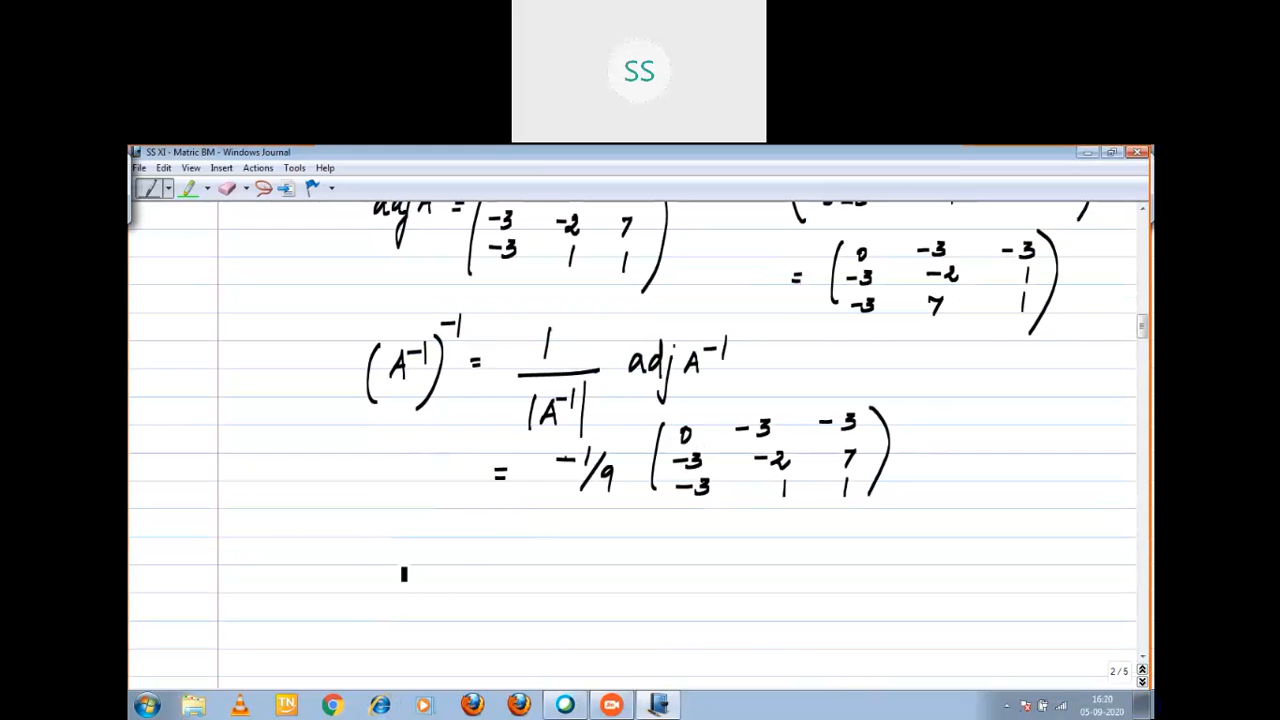 SS
SS XI - Matric BM - Windows Journal
File Edit View Insert Actions Tools Help
adj A =
-3 -2 7
-3 1 1
= ( 0 -3 -3
-3 -2 1
-3 7 1 )
(A⁻¹)⁻¹ = 1 / |A⁻¹| adj A⁻¹
= -1/9 ( 0 -3 -3
-3 -2 7
-3 1 1 )
2 / 5
TN
16:20
05-09-2020